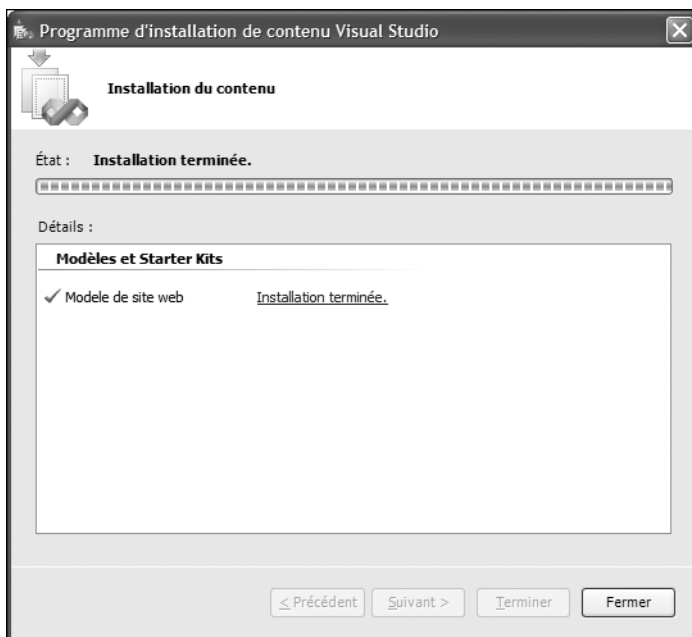 Programme d'installation de contenu Visual Studio
Installation du contenu
État : Installation terminée.
Détails :
Modèles et Starter Kits
Modele de site web Installation terminée.
< Précédent Suivant > Terminer Fermer